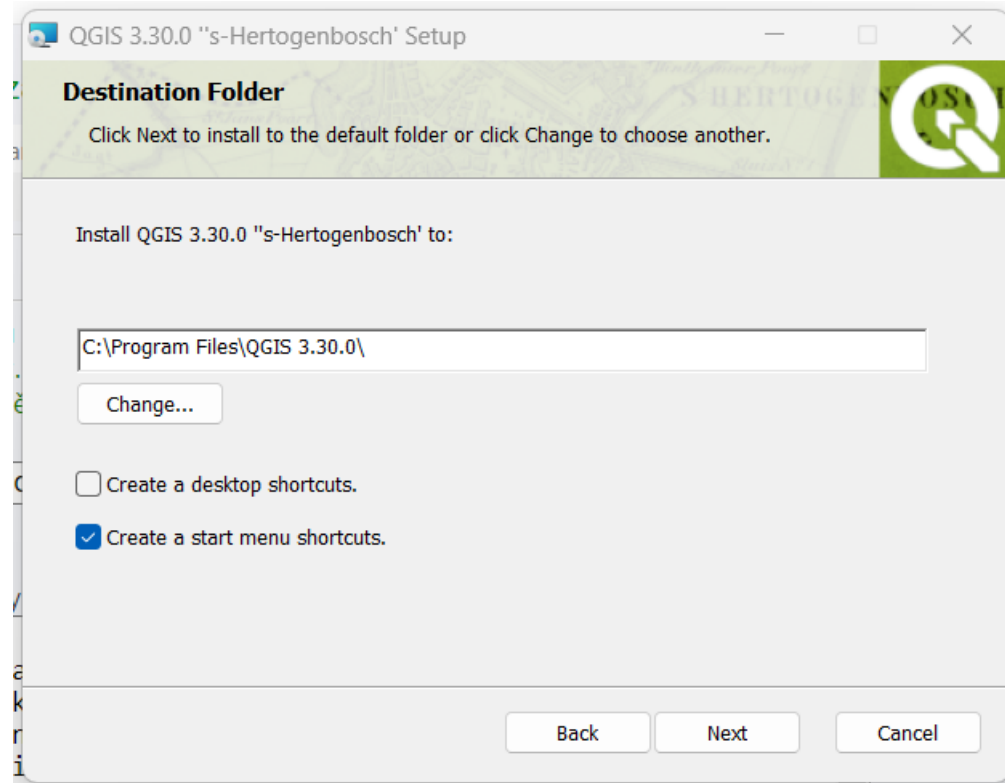 QGIS 3.30.0 ''s-Hertogenbosch' Setup
Destination Folder
Click Next to install to the default folder or click Change to choose another.
Install QGIS 3.30.0 ''s-Hertogenbosch' to:
C:\Program Files\QGIS 3.30.0\
Change...
Create a desktop shortcuts.
Create a start menu shortcuts.
Back
Next
Cancel